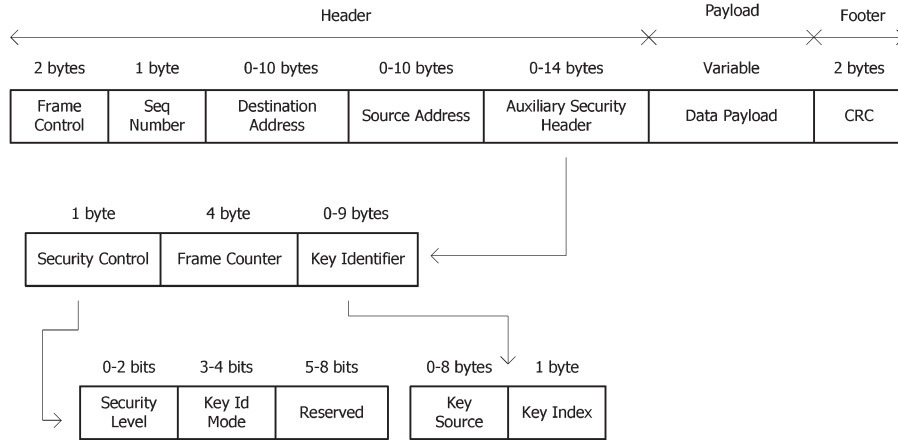 Header Payload Footer
2 bytes 1 byte 0-10 bytes 0-10 bytes 0-14 bytes Variable 2 bytes
Frame Control Seq Number Destination Address Source Address Auxiliary Security Header Data Payload CRC
1 byte 4 byte 0-9 bytes
Security Control Frame Counter Key Identifier
0-2 bits 3-4 bits 5-8 bits 0-8 bytes 1 byte
Security Level Key Id Mode Reserved Key Source Key Index